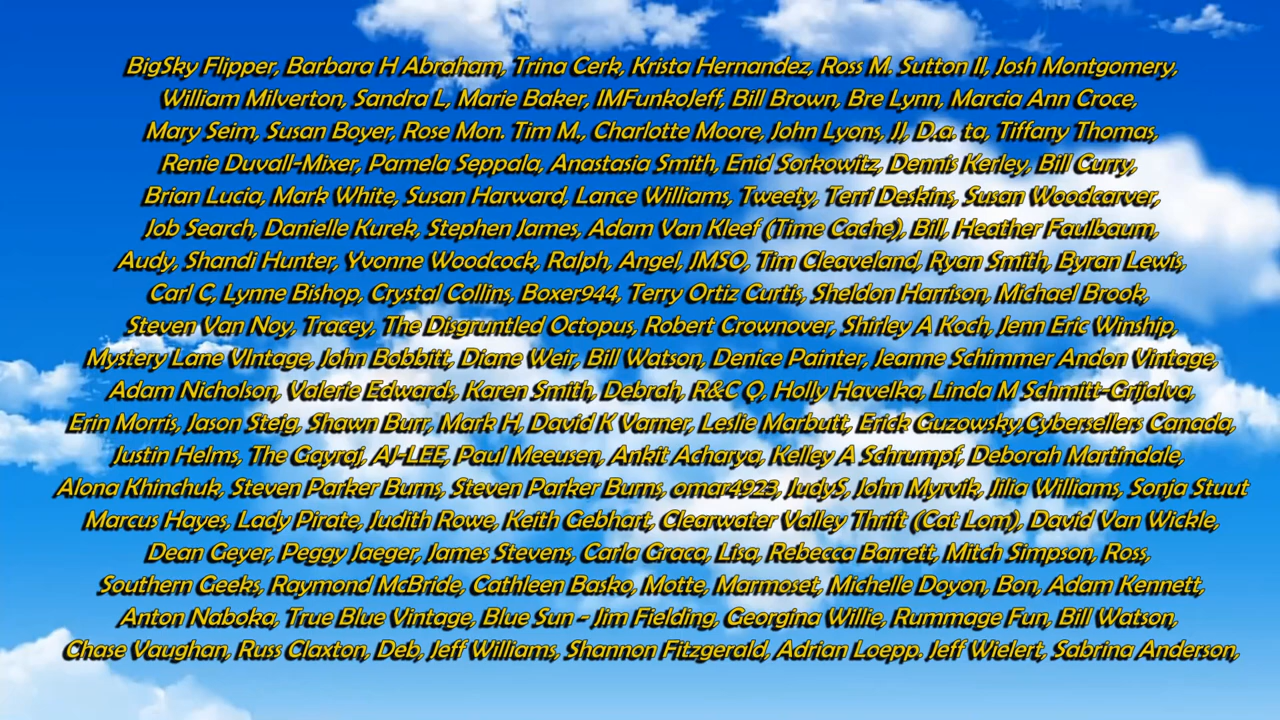 BigSky Flipper, Barbara H Abraham, Trina Cerk, Krista Hernandez, Ross M. Sutton II, Josh Montgomery,
William Milverton, Sandra L, Marie Baker, IMFunkoJeff, Bill Brown, Bre Lynn, Marcia Ann Croce,
Mary Seim, Susan Boyer, Rose Mon. Tim M., Charlotte Moore, John Lyons, JJ, D.a. ta, Tiffany Thomas,
Renie Duvall-Mixer, Pamela Seppala, Anastasia Smith, Enid Sorkowitz, Dennis Kerley, Bill Curry,
Brian Lucia, Mark White, Susan Harward, Lance Williams, Tweety, Terri Deskins, Susan Woodcarver,
Job Search, Danielle Kurek, Stephen James, Adam Van Kleef (Time Cache), Bill, Heather Faulbaum,
Audy, Shandi Hunter, Yvonne Woodcock, Ralph, Angel, JMSO, Tim Cleaveland, Ryan Smith, Byran Lewis,
Carl C, Lynne Bishop, Crystal Collins, Boxer944, Terry Ortiz Curtis, Sheldon Harrison, Michael Brook,
Steven Van Noy, Tracey, The Disgruntled Octopus, Robert Crownover, Shirley A Koch, Jenn Eric Winship,
Mystery Lane VIntage, John Bobbitt, Diane Weir, Bill Watson, Denice Painter, Jeanne Schimmer Andon Vintage,
Adam Nicholson, Valerie Edwards, Karen Smith, Debrah, R&C Q, Holly Havelka, Linda M Schmitt-Grijalva,
Erin Morris, Jason Steig, Shawn Burr, Mark H, David K Varner, Leslie Marbutt, Erick Guzowsky,Cybersellers Canada,
Justin Helms, The Gayraj, AJ-LEE, Paul Meeusen, Ankit Acharya, Kelley A Schrumpf, Deborah Martindale,
Alona Khinchuk, Steven Parker Burns, Steven Parker Burns, omar4923, JudyS, John Myrvik, Jilia Williams, Sonja Stuut
Marcus Hayes, Lady Pirate, Judith Rowe, Keith Gebhart, Clearwater Valley Thrift (Cat Lom), David Van Wickle,
Dean Geyer, Peggy Jaeger, James Stevens, Carla Graca, Lisa, Rebecca Barrett, Mitch Simpson, Ross,
Southern Geeks, Raymond McBride, Cathleen Basko, Motte, Marmoset, Michelle Doyon, Bon, Adam Kennett,
Anton Naboka, True Blue Vintage, Blue Sun - Jim Fielding, Georgina Willie, Rummage Fun, Bill Watson,
Chase Vaughan, Russ Claxton, Deb, Jeff Williams, Shannon Fitzgerald, Adrian Loepp. Jeff Wielert, Sabrina Anderson,